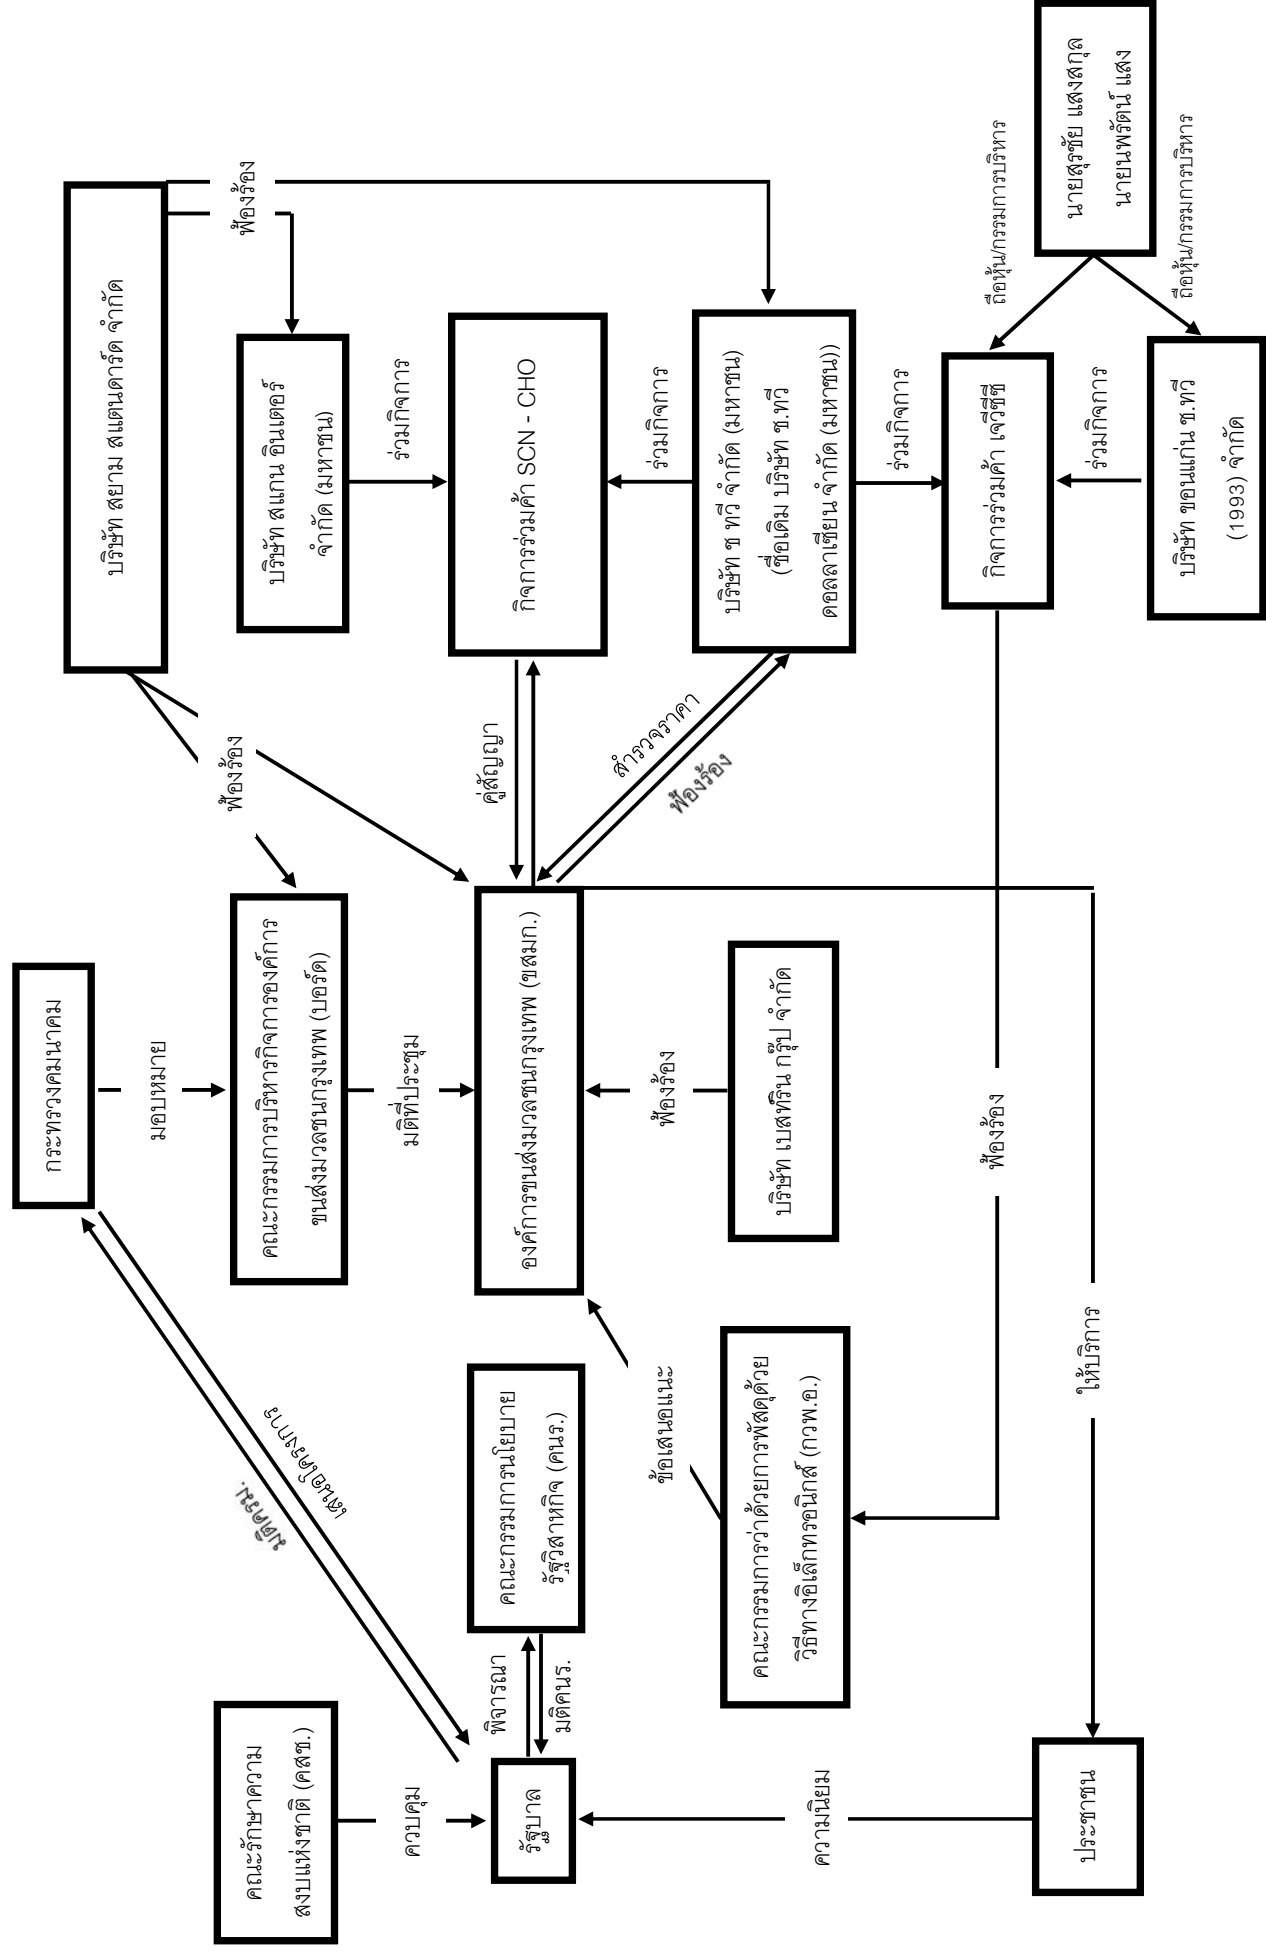 กระทรวงคมนาคม
บริษัท สยาม สแตนดาร์ด จำกัด
มอบหมาย
คณะรักษาความ
สงบแห่งชาติ (คสช.)
มติครม.
เสนอโครงการ
คณะกรรมการบริหารกิจการองค์การ
ขนส่งมวลชนกรุงเทพ (บอร์ด)
ฟ้องร้อง
ฟ้องร้อง
บริษัท สแกน อินเตอร์
จำกัด (มหาชน)
ควบคุม
มติที่ประชุม
ร่วมกิจการ
รัฐบาล
พิจารณา
มติคนร.
คณะกรรมการนโยบาย
รัฐวิสาหกิจ (คนร.)
องค์การขนส่งมวลชนกรุงเทพ (ขสมก.)
คู่สัญญา
กิจการร่วมค้า SCN - CHO
ข้อเสนอแนะ
ฟ้องร้อง
สำรวจราคา
ฟ้องร้อง
ร่วมกิจการ
คณะกรรมการว่าด้วยการพัสดุด้วย
วิธีทางอิเล็กทรอนิกส์ (กวพ.อ.)
บริษัท เบสท์ริน กรุ๊ป จำกัด
บริษัท ช ทวี จำกัด (มหาชน)
(ชื่อเดิม บริษัท ช.ทวี
ดอลลาเซียน จำกัด (มหาชน))
ความนิยม
ร่วมกิจการ
ฟ้องร้อง
กิจการร่วมค้า เจวีซีซี
ถือหุ้น/กรรมการบริหาร
ประชาชน
ให้บริการ
ร่วมกิจการ
นายสุรชัย แสงสกุล
นายนพรัตน์ แสง
บริษัท ขอนแก่น ช.ทวี
(1993) จำกัด
ถือหุ้น/กรรมการบริหาร